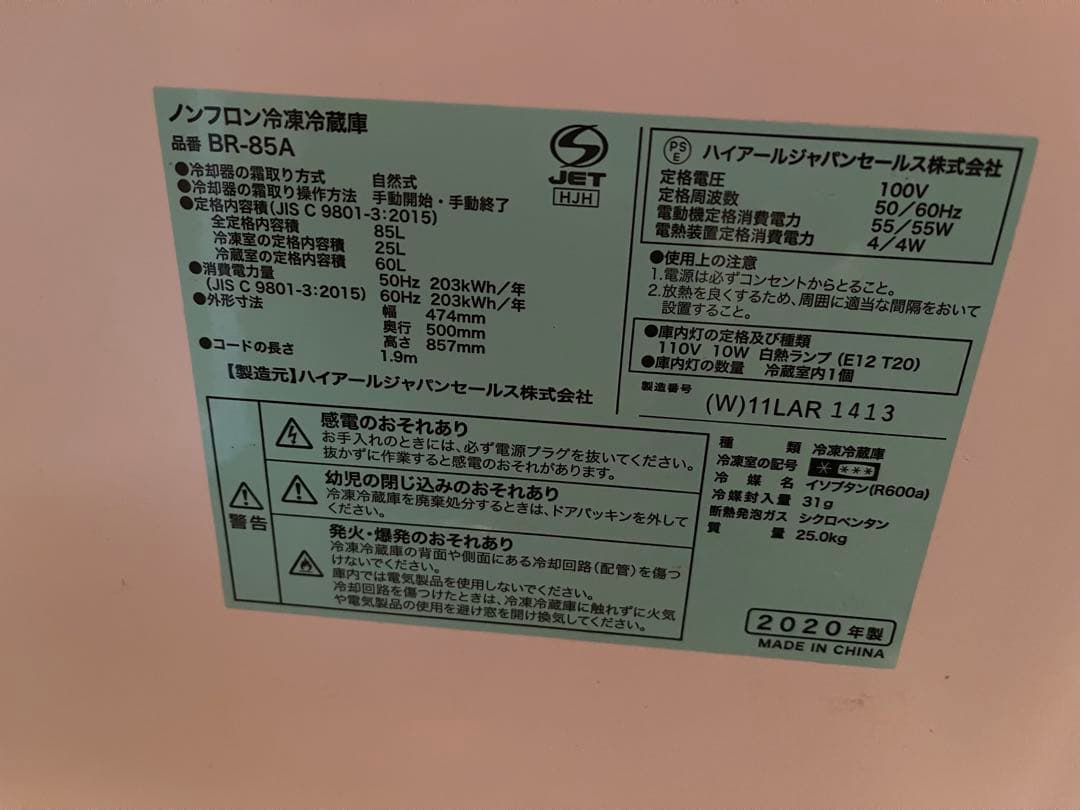 ノンフロン冷凍冷蔵庫
品番 BR-85A
●冷却器の霜取り方式 自然式
●冷却器の霜取り操作方法 手動開始・手動終了
●定格内容積(JIS C 9801-3:2015)
全定格内容積 85L
冷凍室の定格内容積 25L
冷蔵室の定格内容積 60L
●消費電力量 50Hz 203kWh/年
(JIS C 9801-3:2015) 60Hz 203kWh/年
●外形寸法 幅 474mm
奥行 500mm
高さ 857mm
●コードの長さ 1.9m
【製造元】ハイアールジャパンセールス株式会社
JET
HJH
PS
E
ハイアールジャパンセールス株式会社
定格電圧 100V
定格周波数 50/60Hz
電動機定格消費電力 55/55W
電熱装置定格消費電力 4/4W
●使用上の注意
1.電源は必ずコンセントからとること。
2.放熱を良くするため、周囲に適当な間隔をおいて
設置すること。
●庫内灯の定格及び種類
110V 10W 白熱ランプ(E12 T20)
●庫内灯の数量 冷蔵室内1個
製造番号
(W)11LAR 1413
警告
感電のおそれあり
お手入れのときには、必ず電源プラグを抜いてください。
抜かずに作業すると感電のおそれがあります。
幼児の閉じ込みのおそれあり
冷凍冷蔵庫を廃棄処分するときは、ドアパッキンを外して
ください。
発火・爆発のおそれあり
冷凍冷蔵庫の背面や側面にある冷却回路(配管)を傷つ
けないでください。
庫内では電気製品を使用しないでください。
冷却回路を傷つけたときは、冷凍冷蔵庫に触れずに火気
や電気製品の使用を避け窓を開け換気してください。
種類 冷凍冷蔵庫
冷凍室の記号 * ***
冷媒名 イソブタン(R600a)
冷媒封入量 31g
断熱発泡ガス シクロペンタン
質量 25.0kg
2020年製
MADE IN CHINA